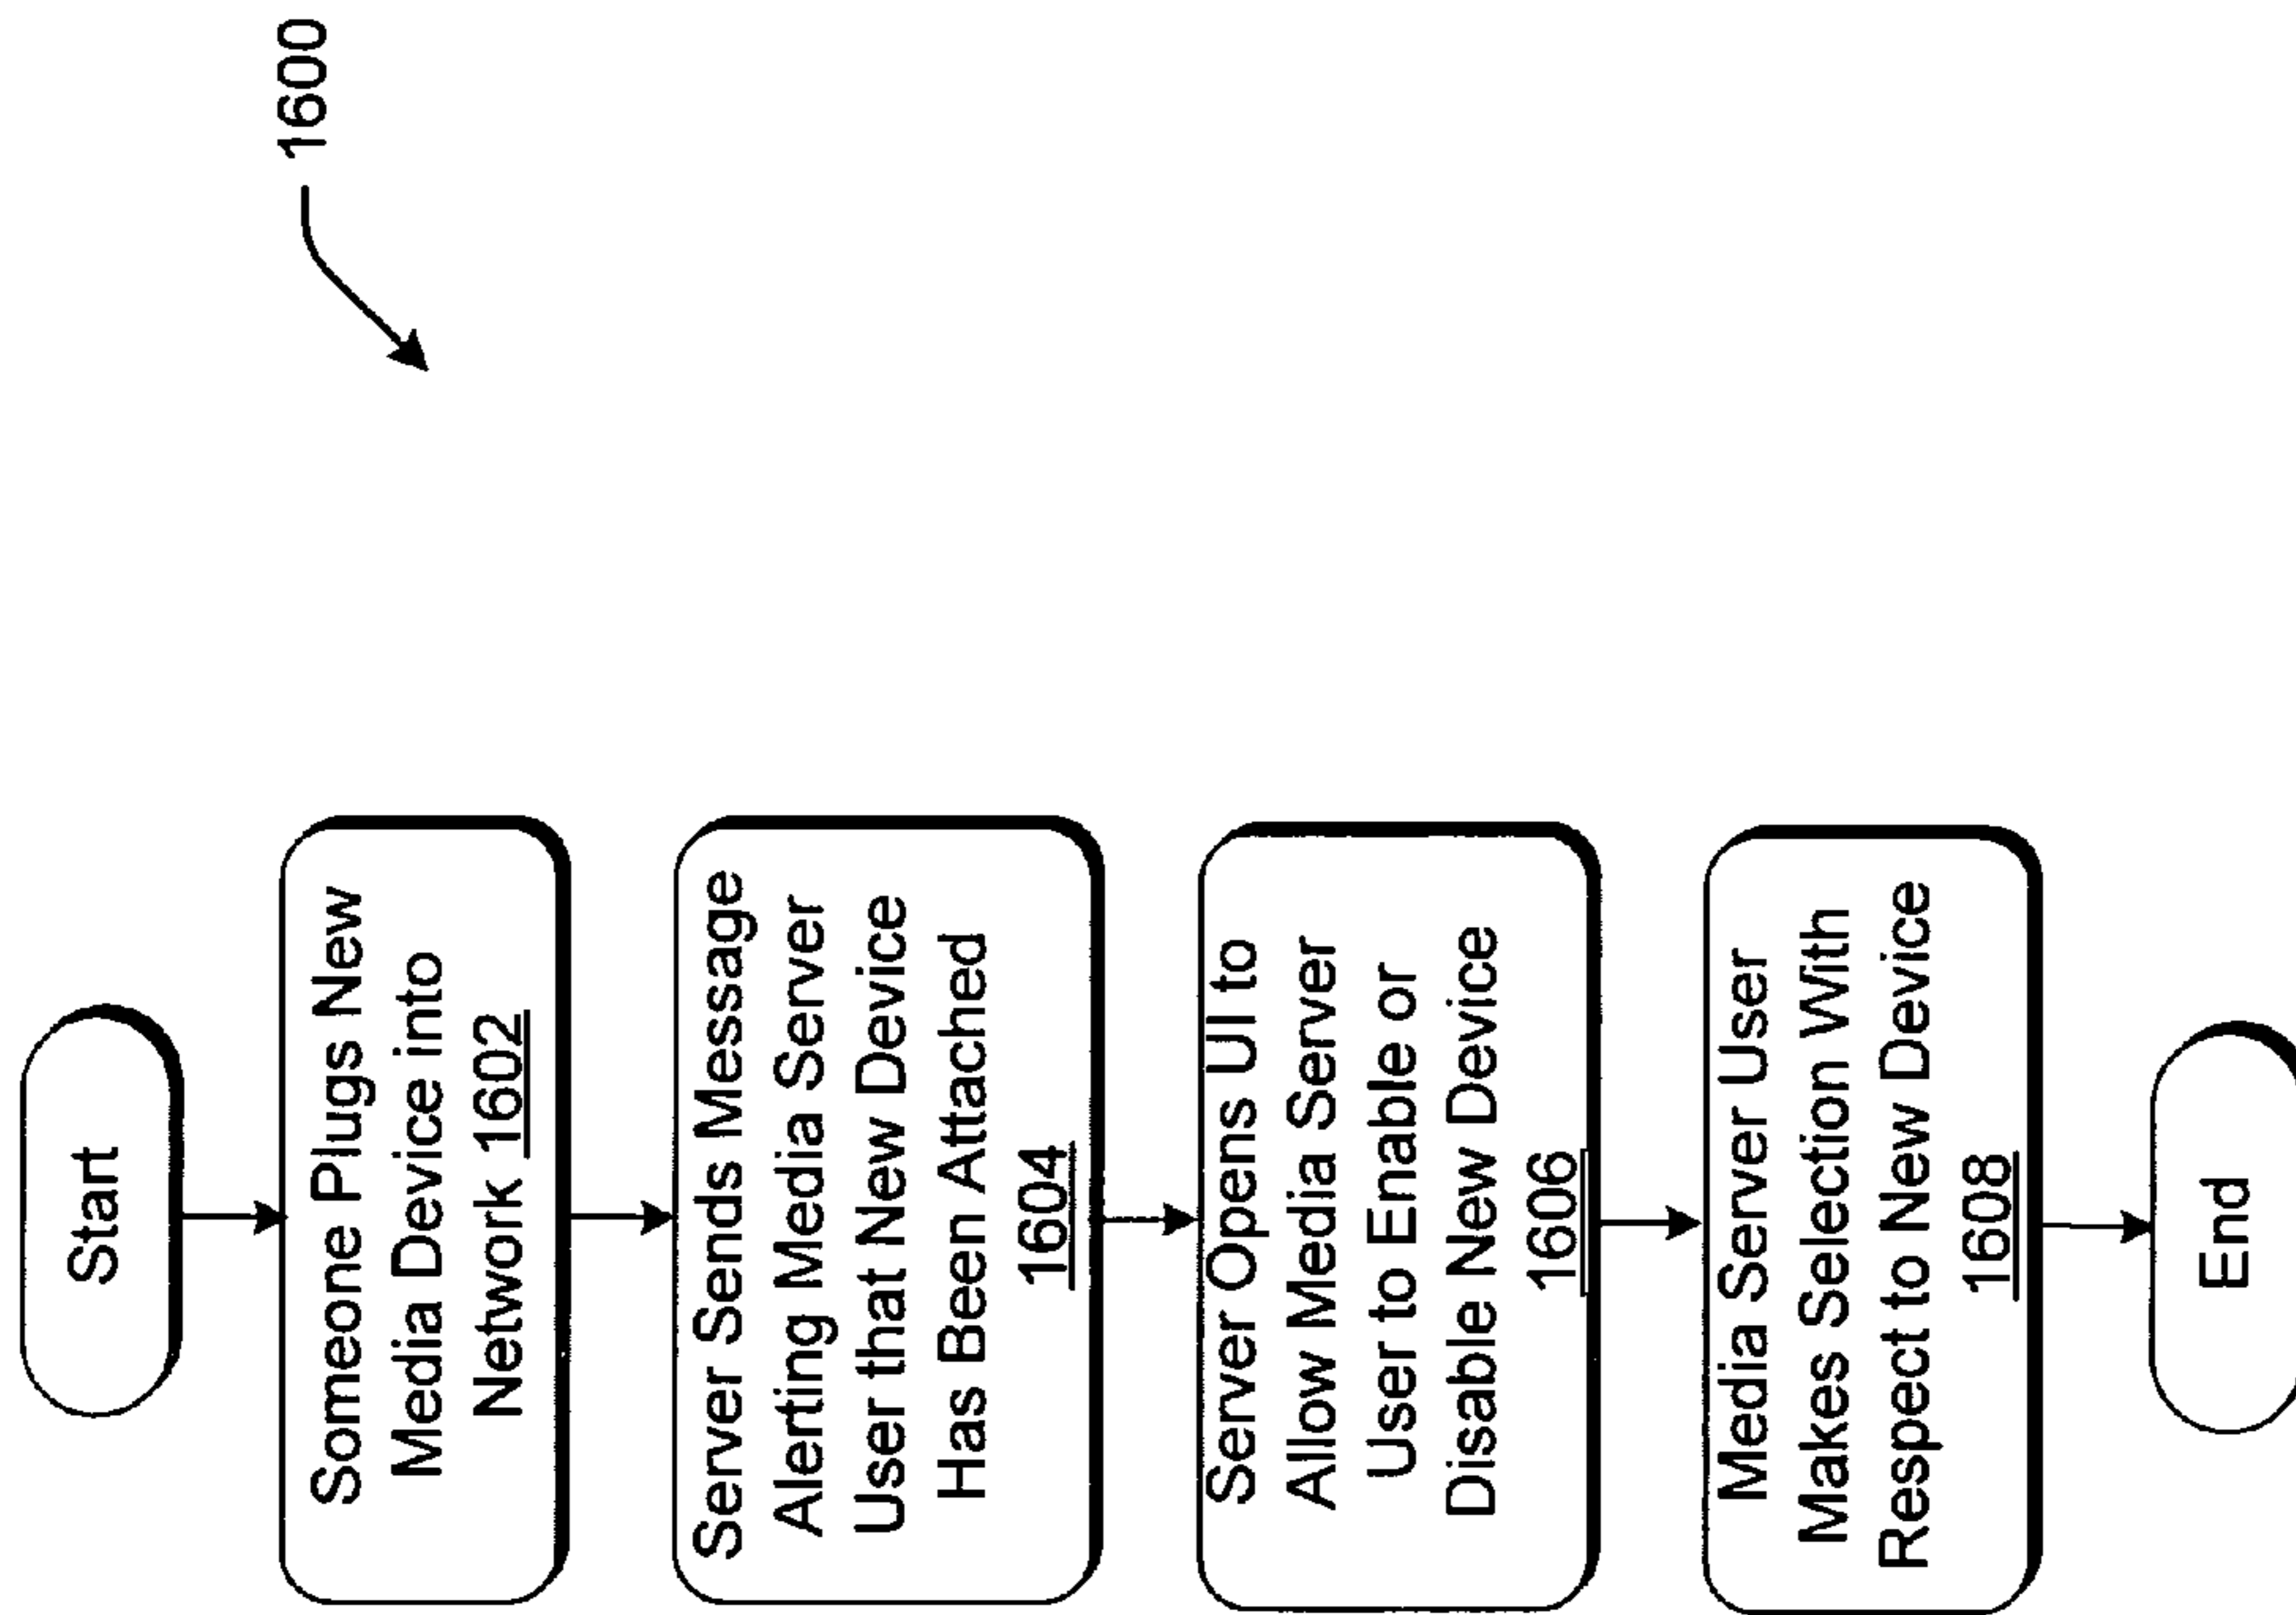 1600
Start
Someone Plugs New
Media Device into
Network 1602
Server Sends Message
Alerting Media Server
User that New Device
Has Been Attached
1604
Server Opens UI to
Allow Media Server
User to Enable or
Disable New Device
1606
Media Server User
Makes Selection With
Respect to New Device
1608
End